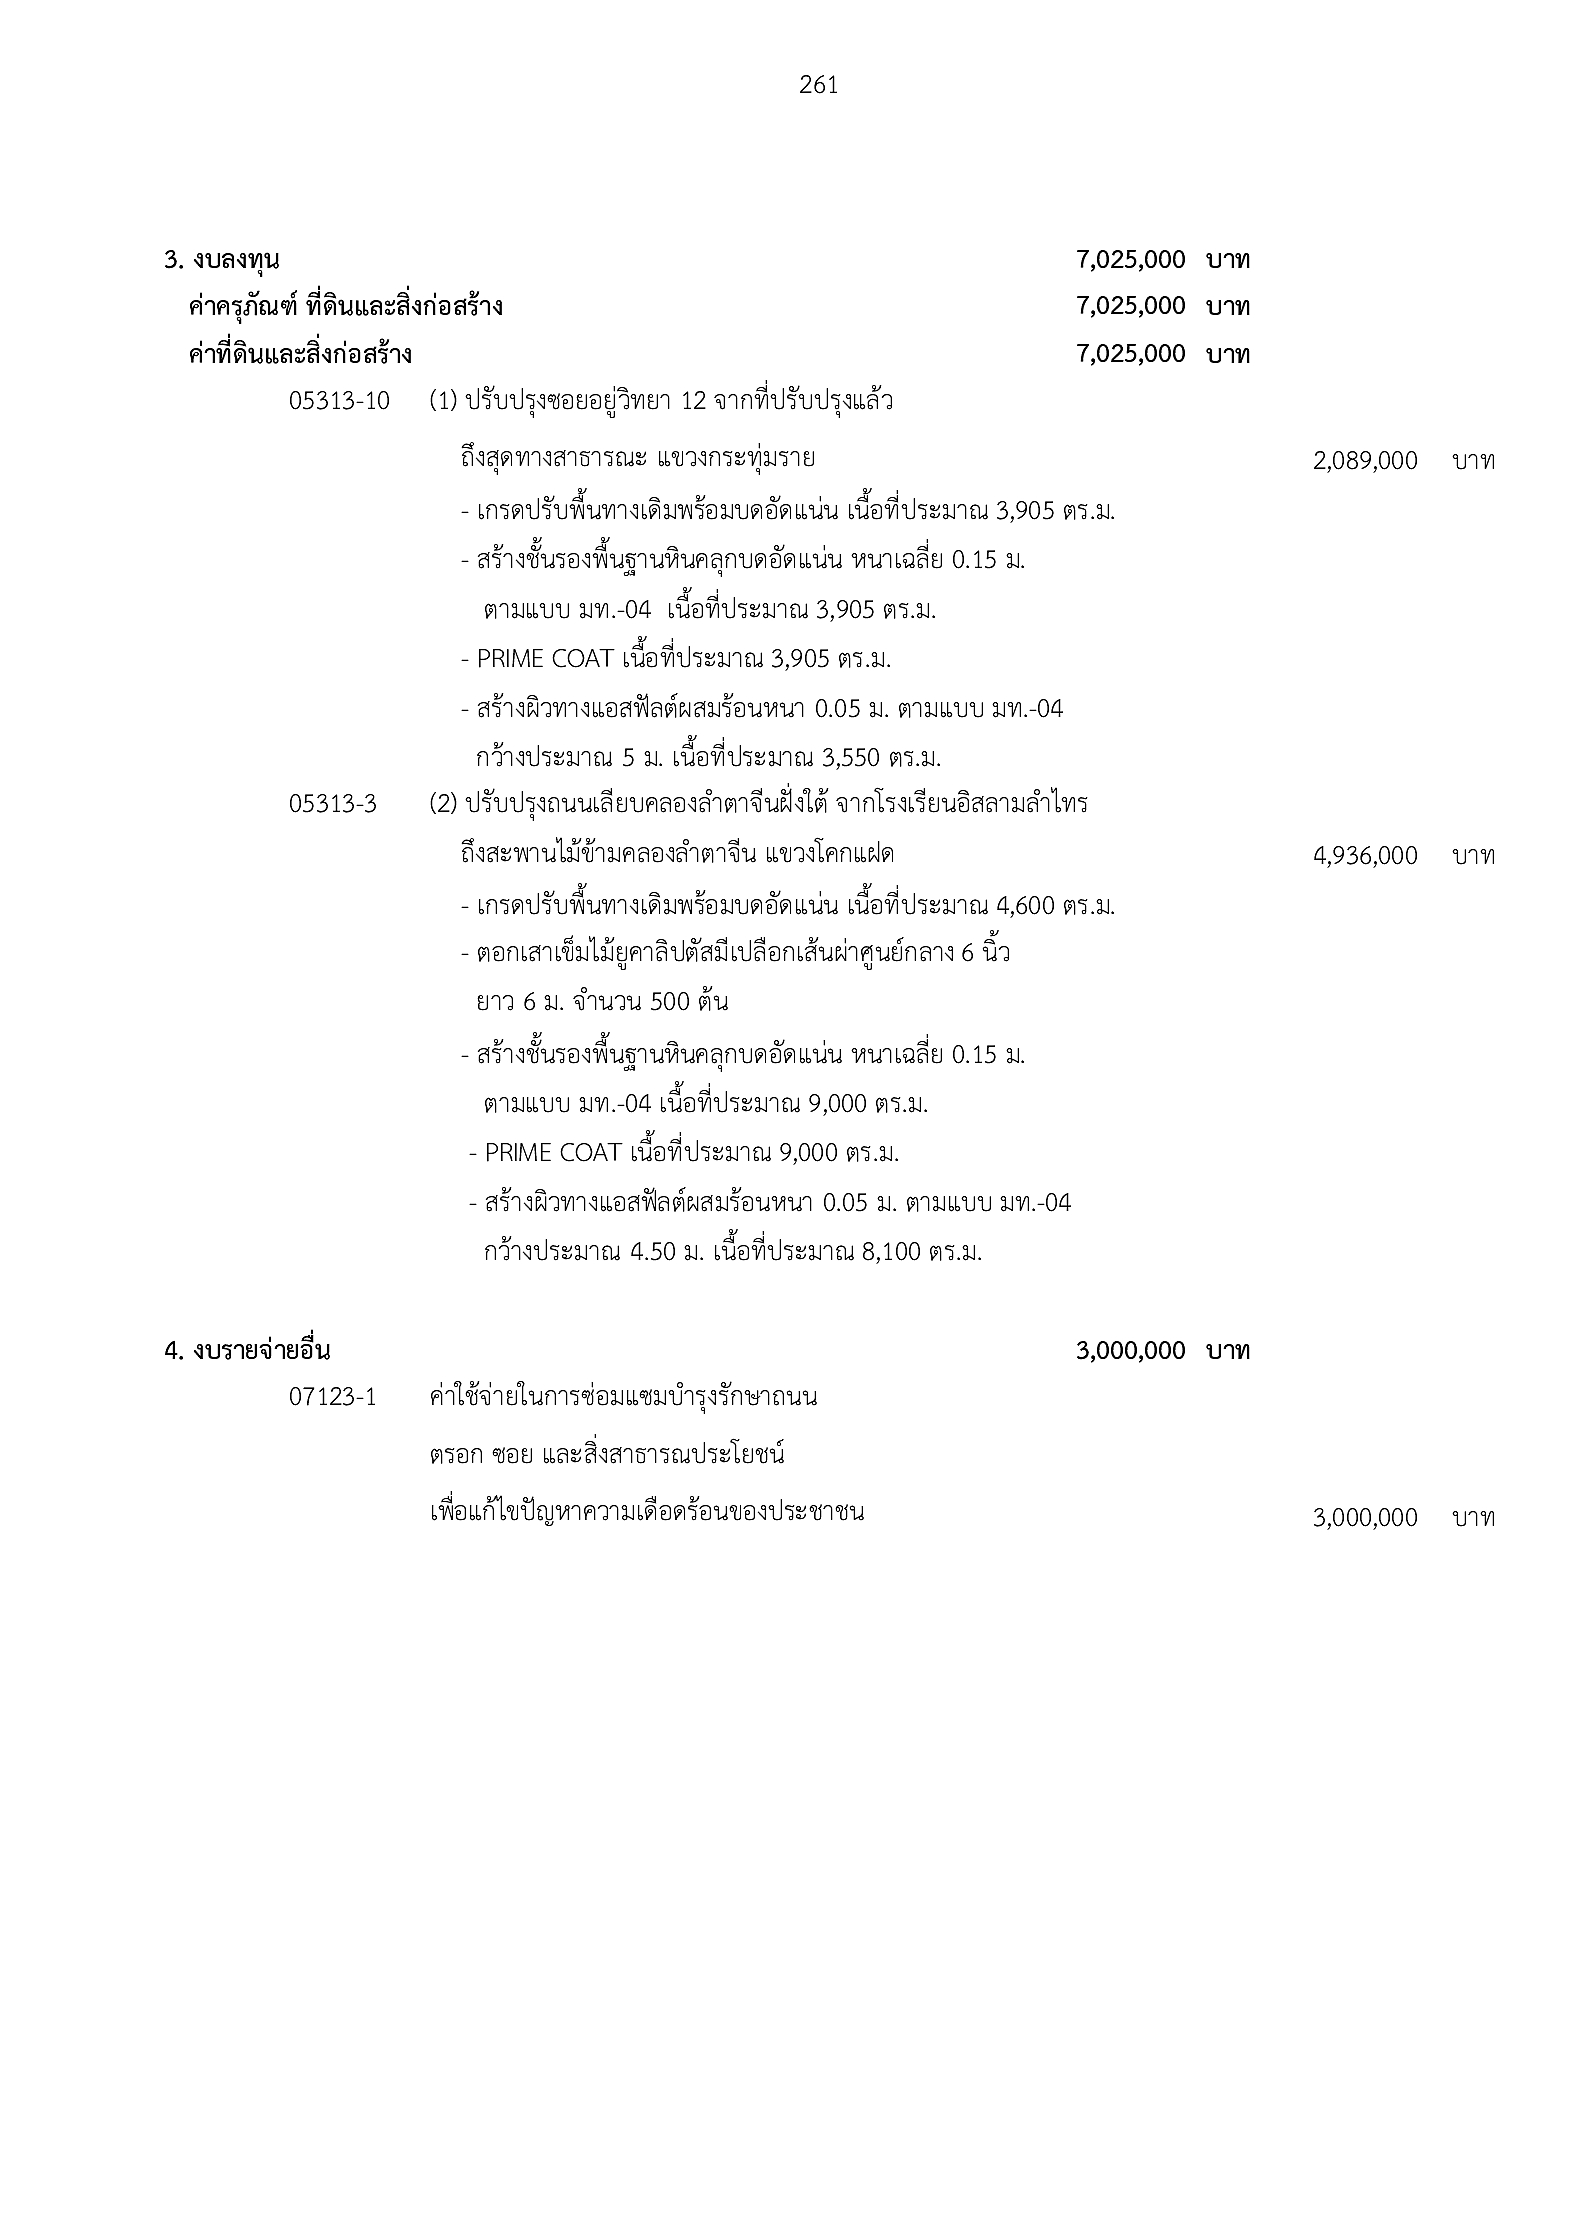 261
3. งบลงทุน 7,025,000 บาท
ค่าครุภัณฑ์ ที่ดินและสิ่งก่อสร้าง 7,025,000 บาท
ค่าที่ดินและสิ่งก่อสร้าง 7,025,000 บาท
05313-10 (1) ปรับปรุงซอยอยู่วิทยา 12 จากที่ปรับปรุงแล้ว
ถึงสุดทางสาธารณะ แขวงกระทุ่มราย 2,089,000 บาท
- เกรดปรับพื้นทางเดิมพร้อมบดอัดแน่น เนื้อที่ประมาณ 3,905 ตร.ม.
- สร้างชั้นรองพื้นฐานหินคลุกบดอัดแน่น หนาเฉลี่ย 0.15 ม.
ตามแบบ มท.-04 เนื้อที่ประมาณ 3,905 ตร.ม.
- PRIME COAT เนื้อที่ประมาณ 3,905 ตร.ม.
- สร้างผิวทางแอสฟัลต์ผสมร้อนหนา 0.05 ม. ตามแบบ มท.-04
กว้างประมาณ 5 ม. เนื้อที่ประมาณ 3,550 ตร.ม.
05313-3 (2) ปรับปรุงถนนเลียบคลองลำตาจีนฝั่งใต้ จากโรงเรียนอิสลามลำไทร
ถึงสะพานไม้ข้ามคลองลำตาจีน แขวงโคกแฝด 4,936,000 บาท
- เกรดปรับพื้นทางเดิมพร้อมบดอัดแน่น เนื้อที่ประมาณ 4,600 ตร.ม.
- ตอกเสาเข็มไม้ยูคาลิปตัสมีเปลือกเส้นผ่าศูนย์กลาง 6 นิ้ว
ยาว 6 ม. จำนวน 500 ต้น
- สร้างชั้นรองพื้นฐานหินคลุกบดอัดแน่น หนาเฉลี่ย 0.15 ม.
ตามแบบ มท.-04 เนื้อที่ประมาณ 9,000 ตร.ม.
- PRIME COAT เนื้อที่ประมาณ 9,000 ตร.ม.
- สร้างผิวทางแอสฟัลต์ผสมร้อนหนา 0.05 ม. ตามแบบ มท.-04
กว้างประมาณ 4.50 ม. เนื้อที่ประมาณ 8,100 ตร.ม.
4. งบรายจ่ายอื่น 3,000,000 บาท
07123-1 ค่าใช้จ่ายในการซ่อมแซมบำรุงรักษาถนน
ตรอก ซอย และสิ่งสาธารณประโยชน์
เพื่อแก้ไขปัญหาความเดือดร้อนของประชาชน 3,000,000 บาท